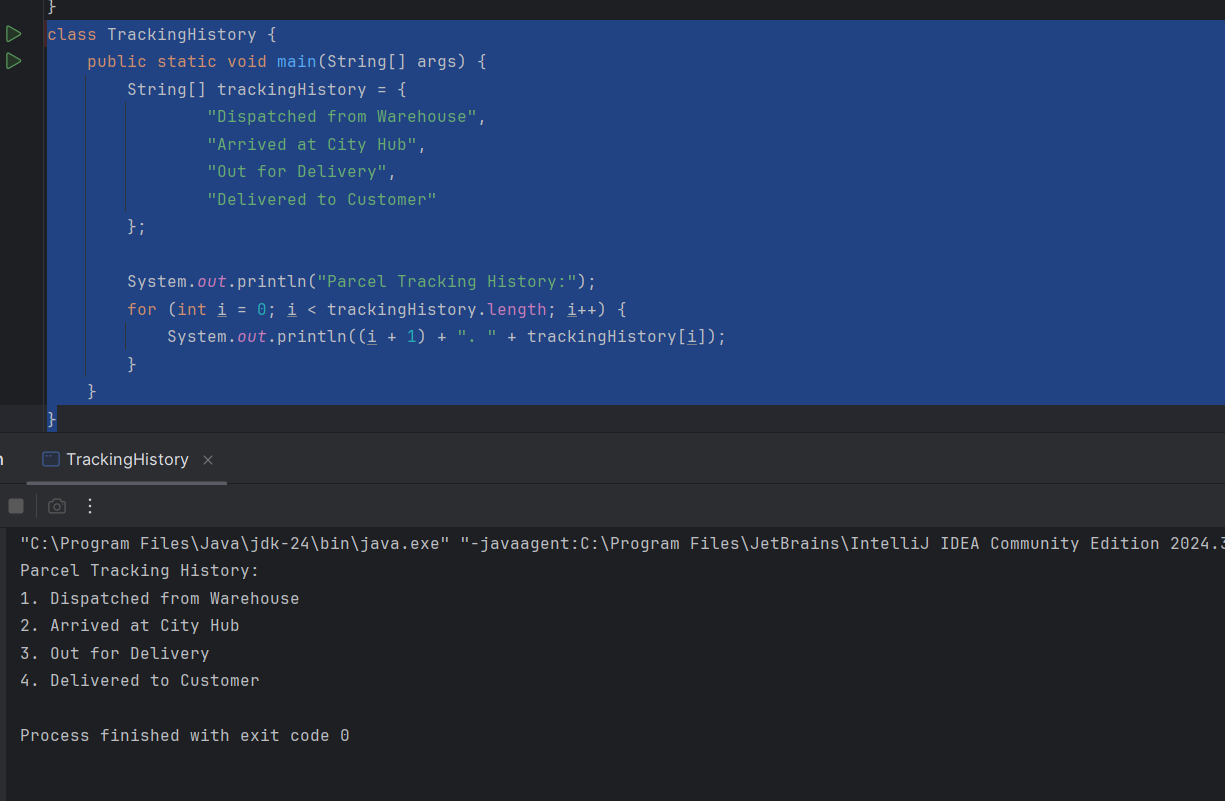 }
class TrackingHistory {
public static void main(String[] args) {
String[] trackingHistory = {
"Dispatched from Warehouse",
"Arrived at City Hub",
"Out for Delivery",
"Delivered to Customer"
};
System.out.println("Parcel Tracking History:");
for (int i = 0; i < trackingHistory.length; i++) {
System.out.println((i + 1) + ". " + trackingHistory[i]);
}
}
}
TrackingHistory
"C:\Program Files\Java\jdk-24\bin\java.exe" "-javaagent:C:\Program Files\JetBrains\IntelliJ IDEA Community Edition 2024.3
Parcel Tracking History:
1. Dispatched from Warehouse
2. Arrived at City Hub
3. Out for Delivery
4. Delivered to Customer
Process finished with exit code 0